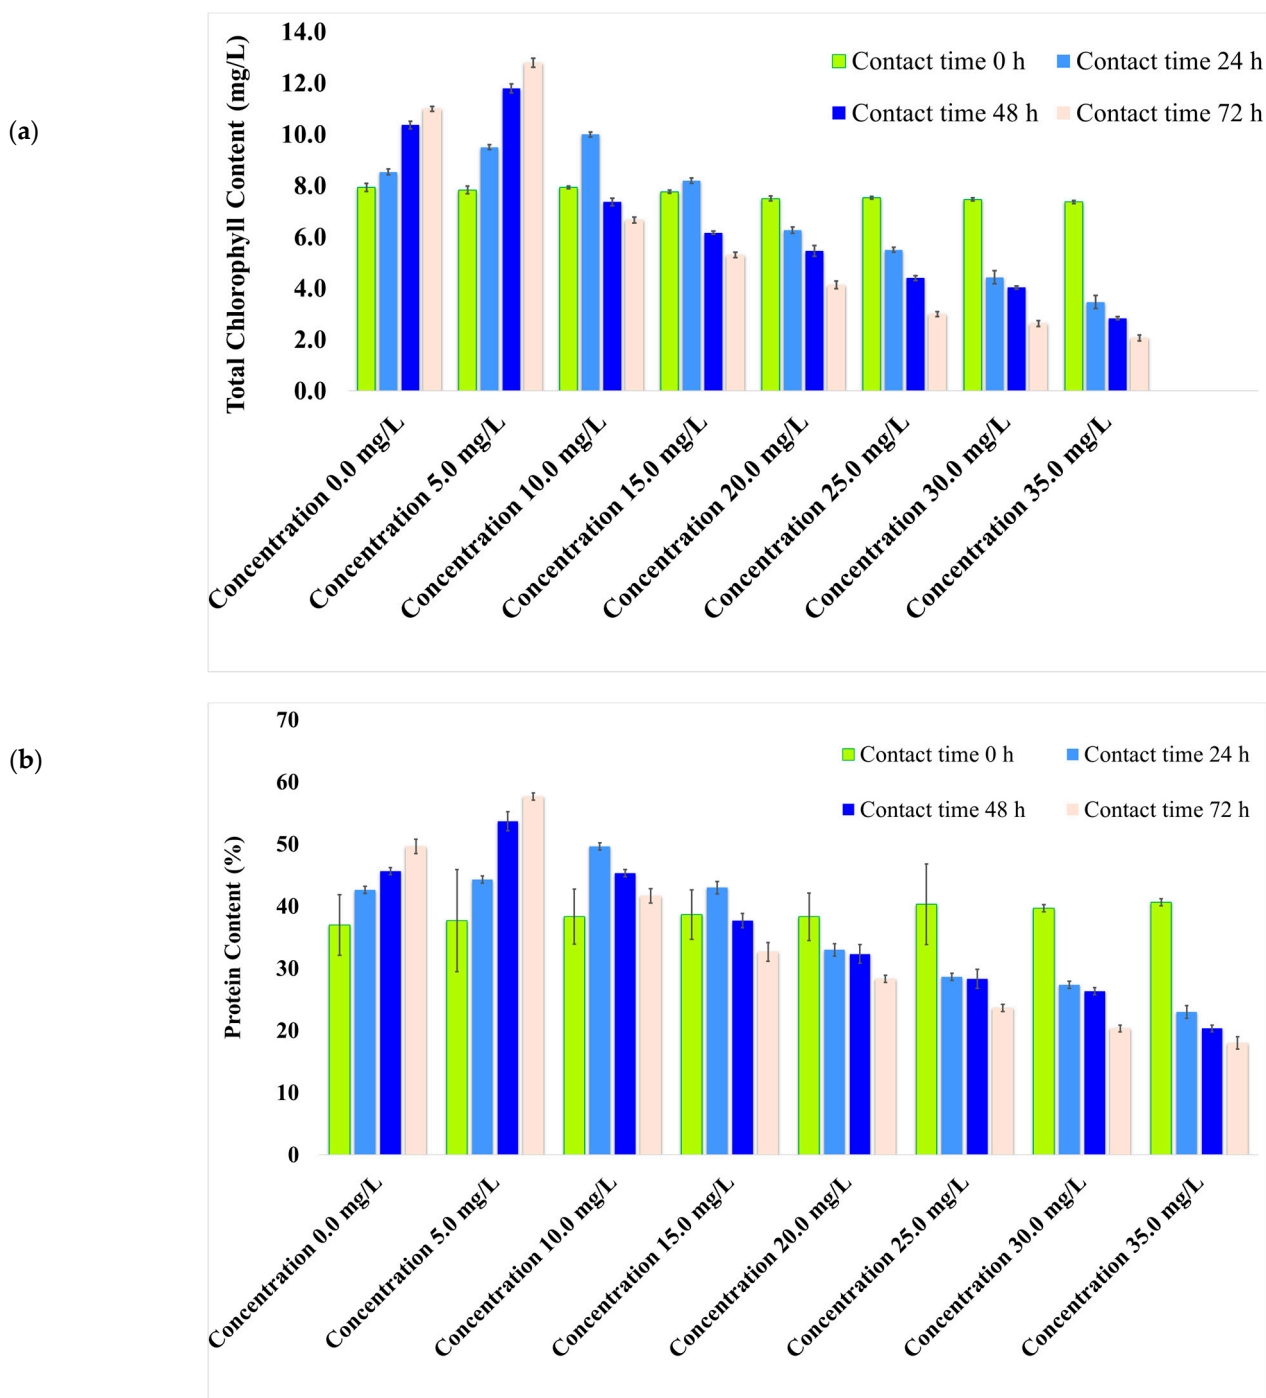 (a)
Total Chlorophyll Content (mg/L)
14.0
12.0
10.0
8.0
6.0
4.0
2.0
0.0
Contact time 0 h
Contact time 24 h
Contact time 48 h
Contact time 72 h
Concentration 0.0 mg/L
Concentration 5.0 mg/L
Concentration 10.0 mg/L
Concentration 15.0 mg/L
Concentration 20.0 mg/L
Concentration 25.0 mg/L
Concentration 30.0 mg/L
Concentration 35.0 mg/L
(b)
Protein Content (%)
70
60
50
40
30
20
10
0
Contact time 0 h
Contact time 24 h
Contact time 48 h
Contact time 72 h
Concentration 0.0 mg/L
Concentration 5.0 mg/L
Concentration 10.0 mg/L
Concentration 15.0 mg/L
Concentration 20.0 mg/L
Concentration 25.0 mg/L
Concentration 30.0 mg/L
Concentration 35.0 mg/L